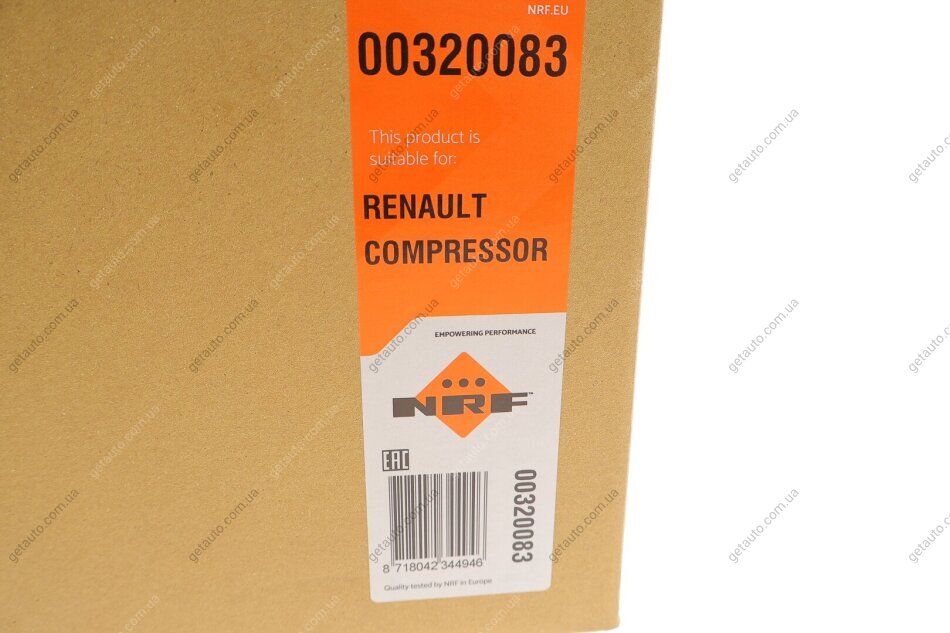 NRF.EU
00320083
This product is
suitable for:
RENAULT
COMPRESSOR
EMPOWERING PERFORMANCE
NRF™
EAC
00320083
8 718042 344946
Quality tested by NRF in Europe
getauto.com.ua